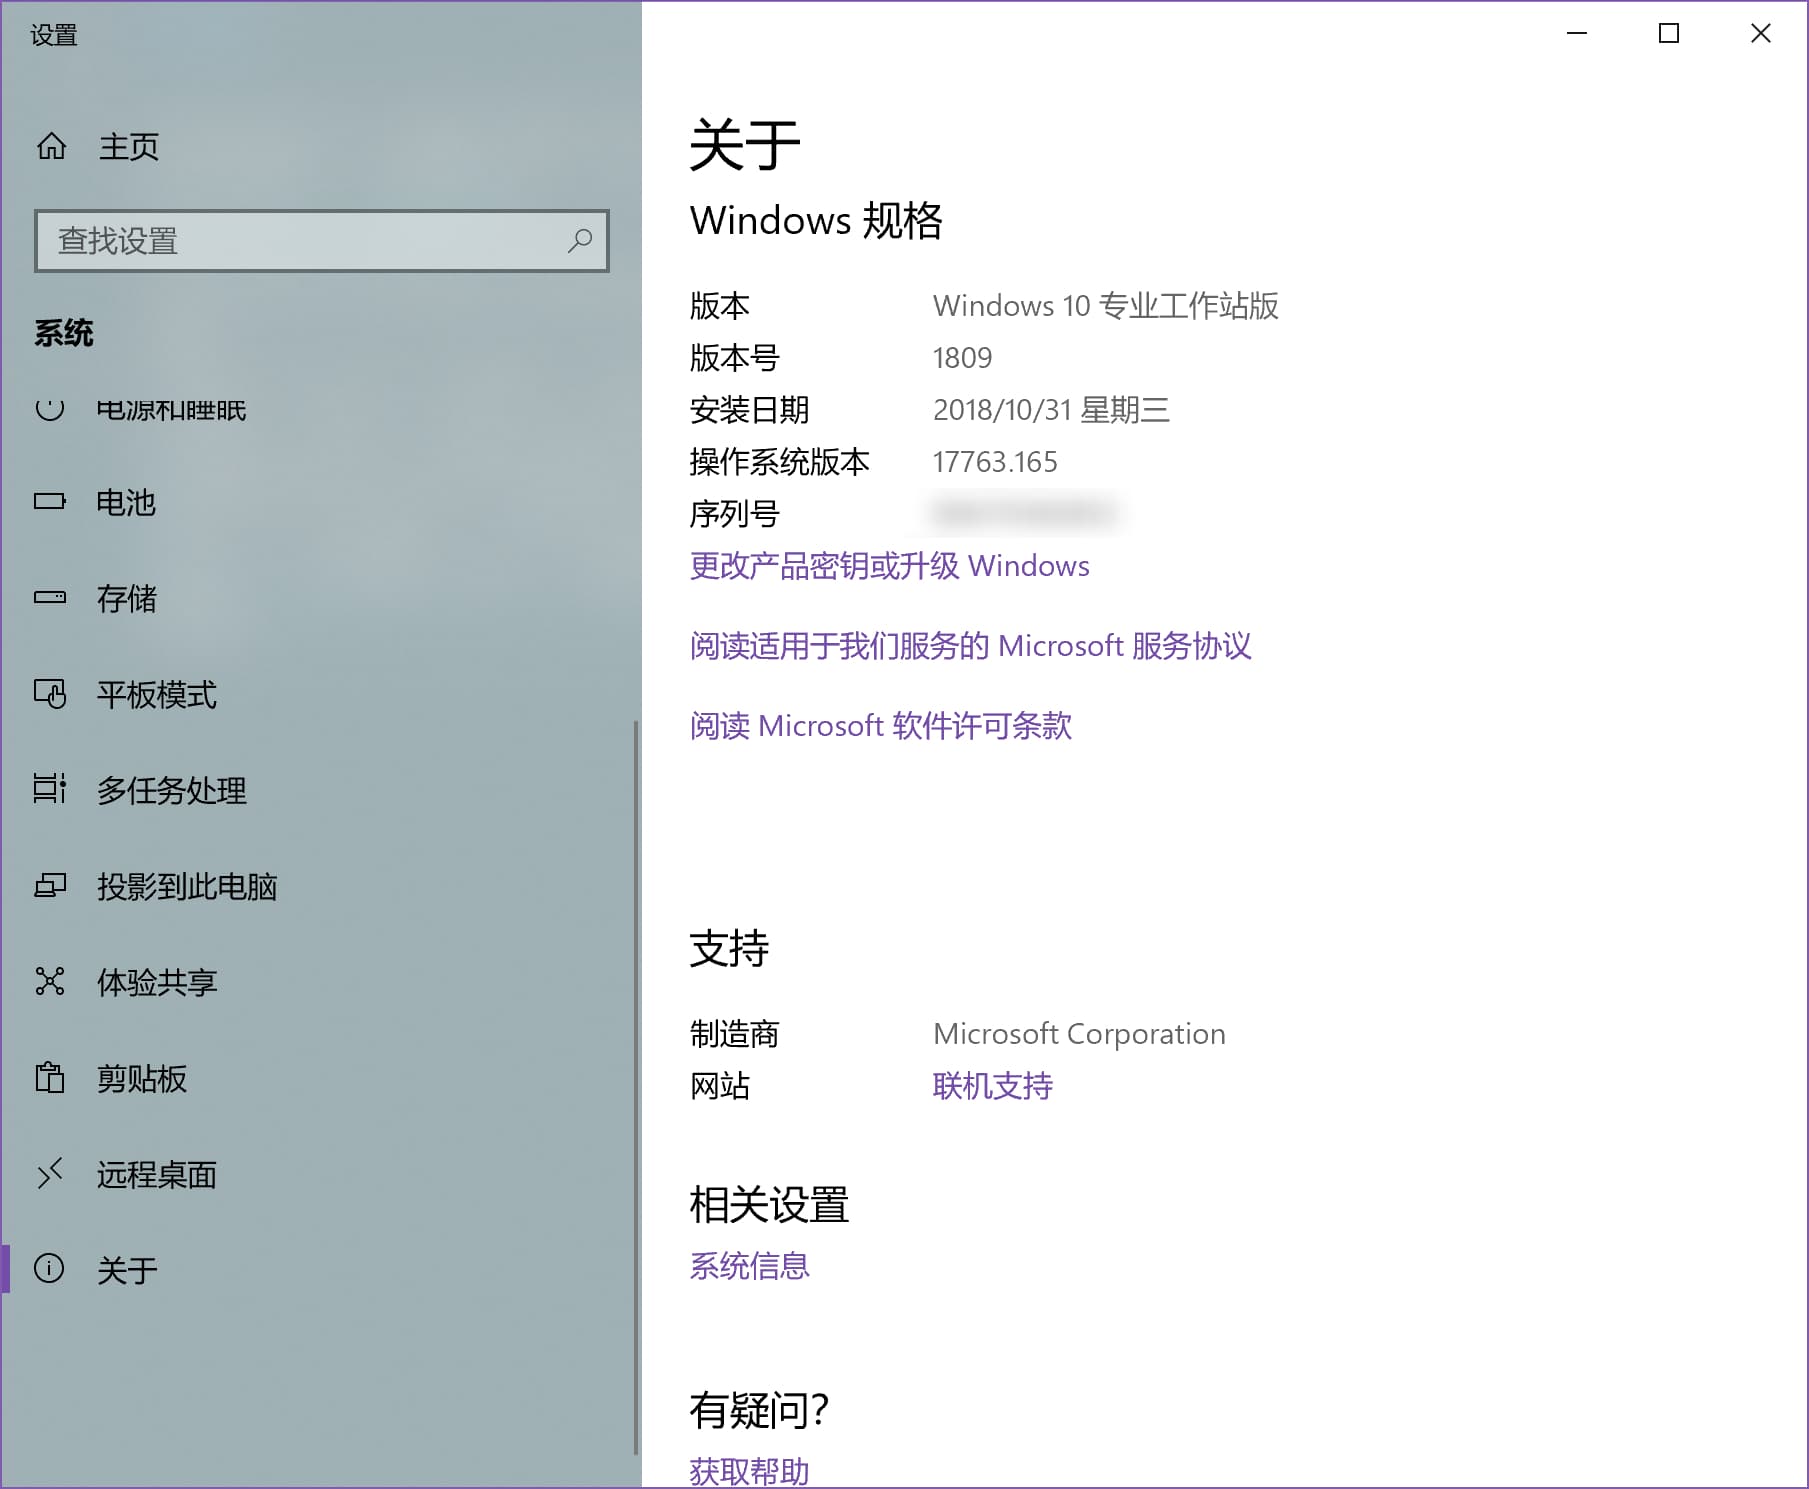 设置
主页
查找设置
系统
电源和睡眠
电池
存储
平板模式
多任务处理
投影到此电脑
体验共享
剪贴板
远程桌面
关于
关于
Windows 规格
版本 Windows 10 专业工作站版
版本号 1809
安装日期 2018/10/31 星期三
操作系统版本 17763.165
序列号
更改产品密钥或升级 Windows
阅读适用于我们服务的 Microsoft 服务协议
阅读 Microsoft 软件许可条款
支持
制造商 Microsoft Corporation
网站 联机支持
相关设置
系统信息
有疑问?
获取帮助